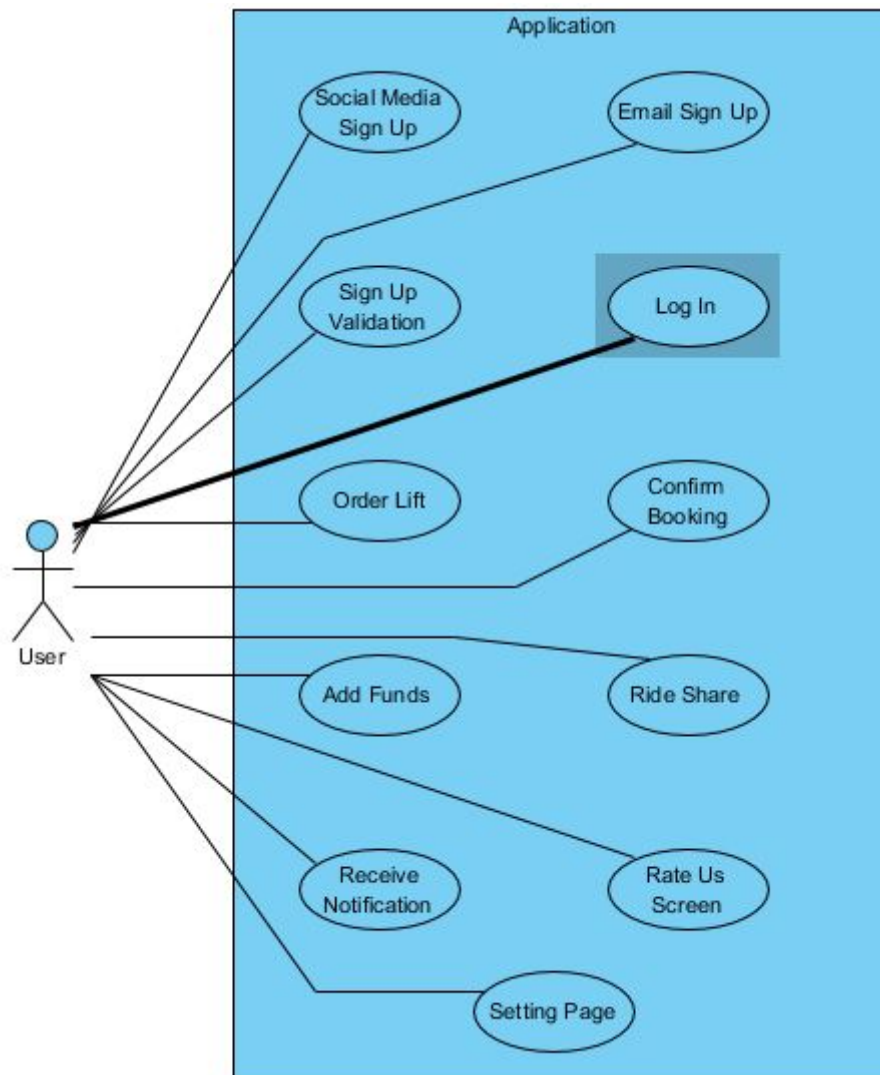 Application
Social Media
Sign Up
Email Sign Up
Sign Up
Validation
Log In
Order Lift
Confirm
Booking
User
Add Funds
Ride Share
Receive
Notification
Rate Us
Screen
Setting Page